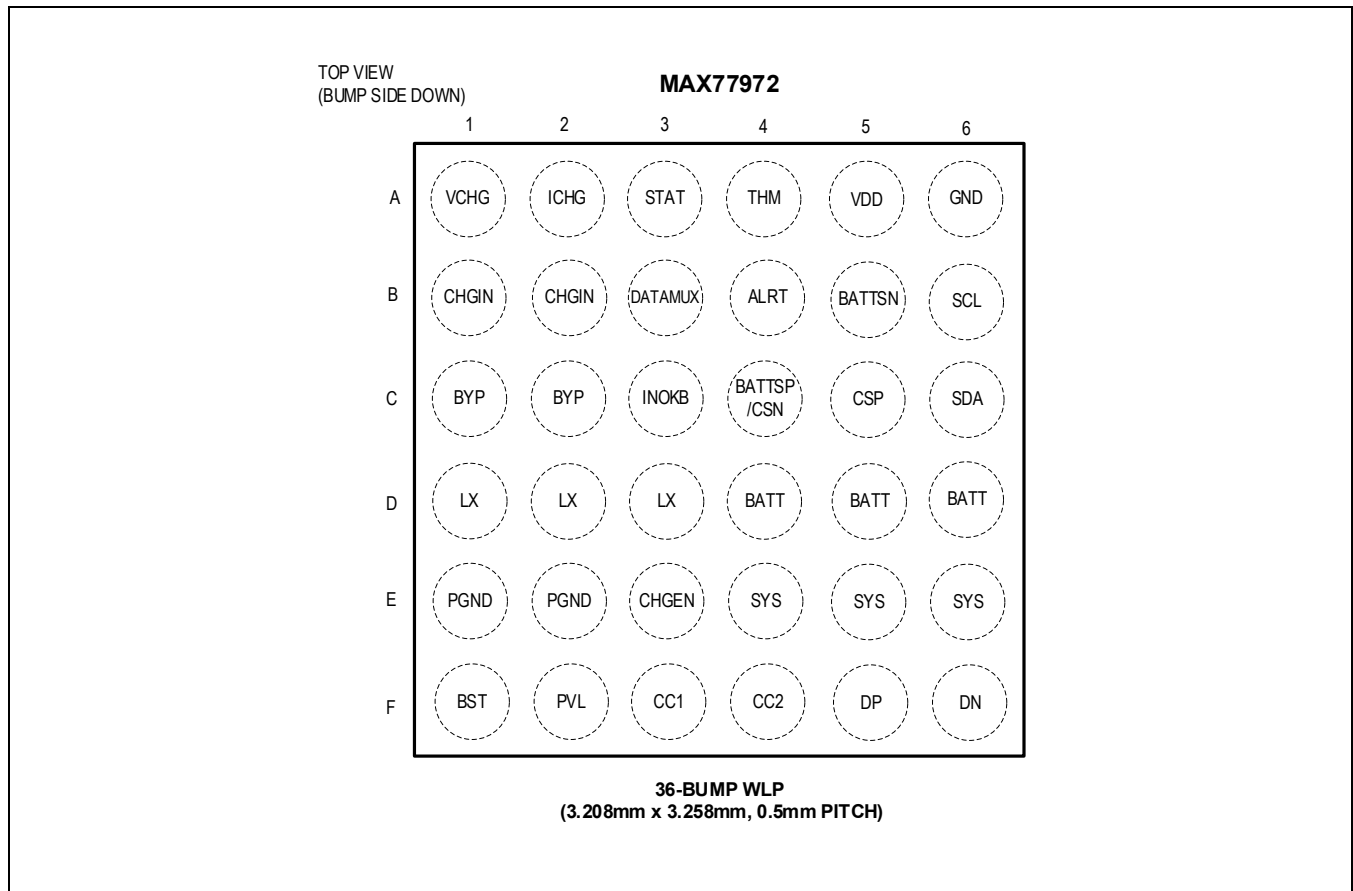 TOP VIEW
(BUMP SIDE DOWN)
MAX77972
1 2 3 4 5 6
A VCHG ICHG STAT THM VDD GND
B CHGIN CHGIN DATAMUX ALRT BATTSN SCL
C BYP BYP INOKB BATTSP
/CSN CSP SDA
D LX LX LX BATT BATT BATT
E PGND PGND CHGEN SYS SYS SYS
F BST PVL CC1 CC2 DP DN
36-BUMP WLP
(3.208mm x 3.258mm, 0.5mm PITCH)